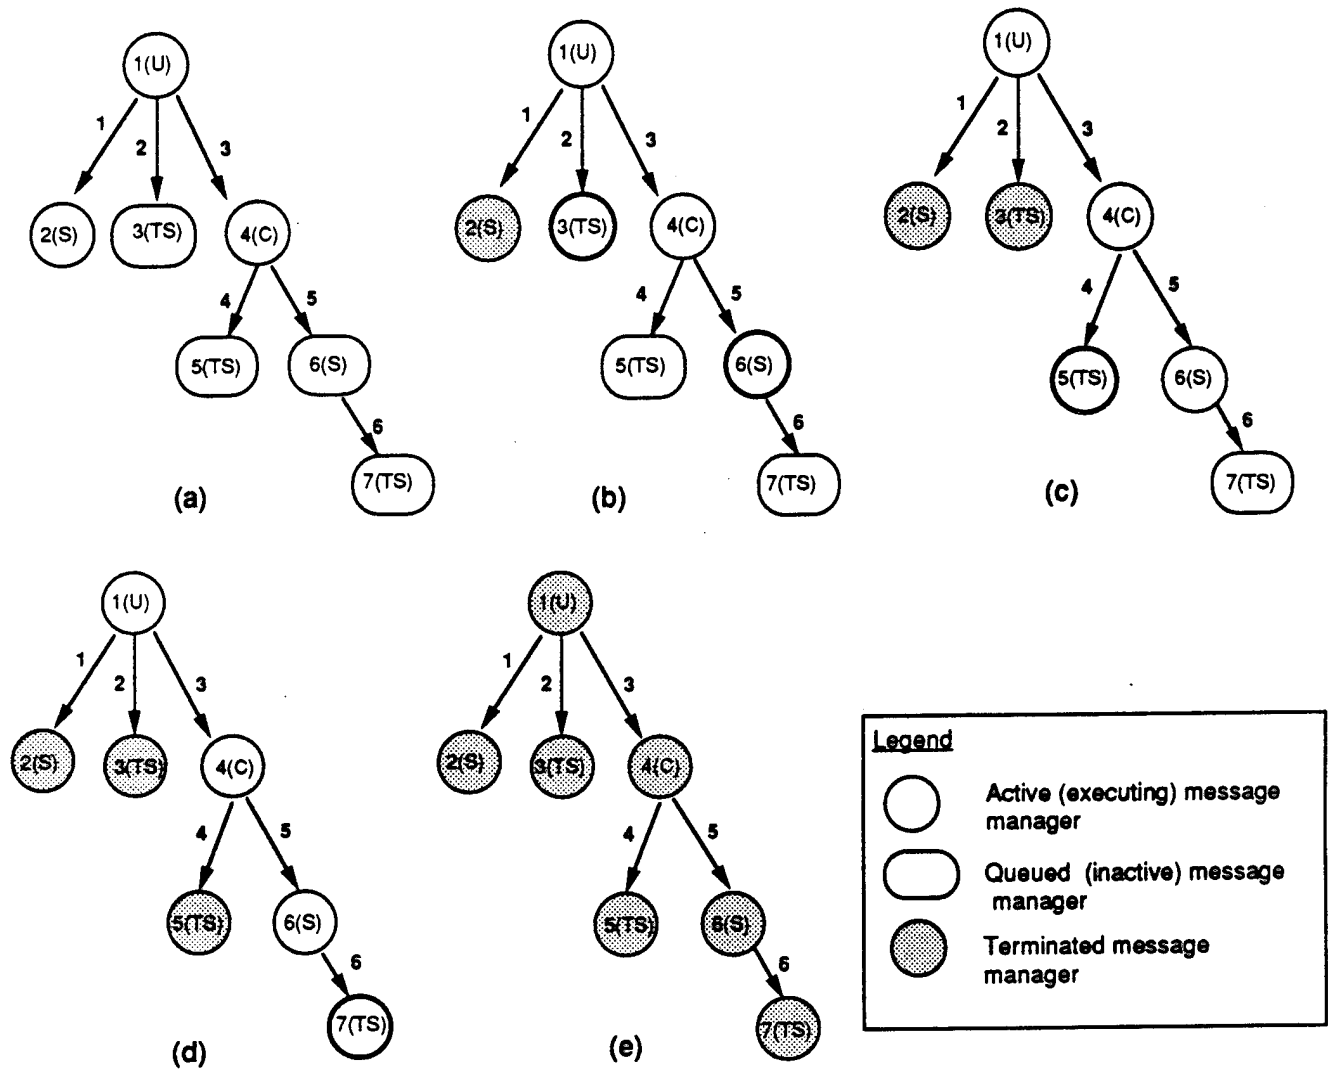 1(U)
1
2
3
2(S)
3(TS)
4(C)
4
5
5(TS)
6(S)
6
7(TS)
(a)
1(U)
1
2
3
2(S)
3(TS)
4(C)
4
5
5(TS)
6(S)
6
7(TS)
(b)
1(U)
1
2
3
2(S)
3(TS)
4(C)
4
5
5(TS)
6(S)
6
7(TS)
(c)
1(U)
1
2
3
2(S)
3(TS)
4(C)
4
5
5(TS)
6(S)
6
7(TS)
(d)
1(U)
1
2
3
2(S)
3(TS)
4(C)
4
5
5(TS)
6(S)
6
7(TS)
(e)
Legend
Active (executing) message
manager
Queued (inactive) message
manager
Terminated message
manager